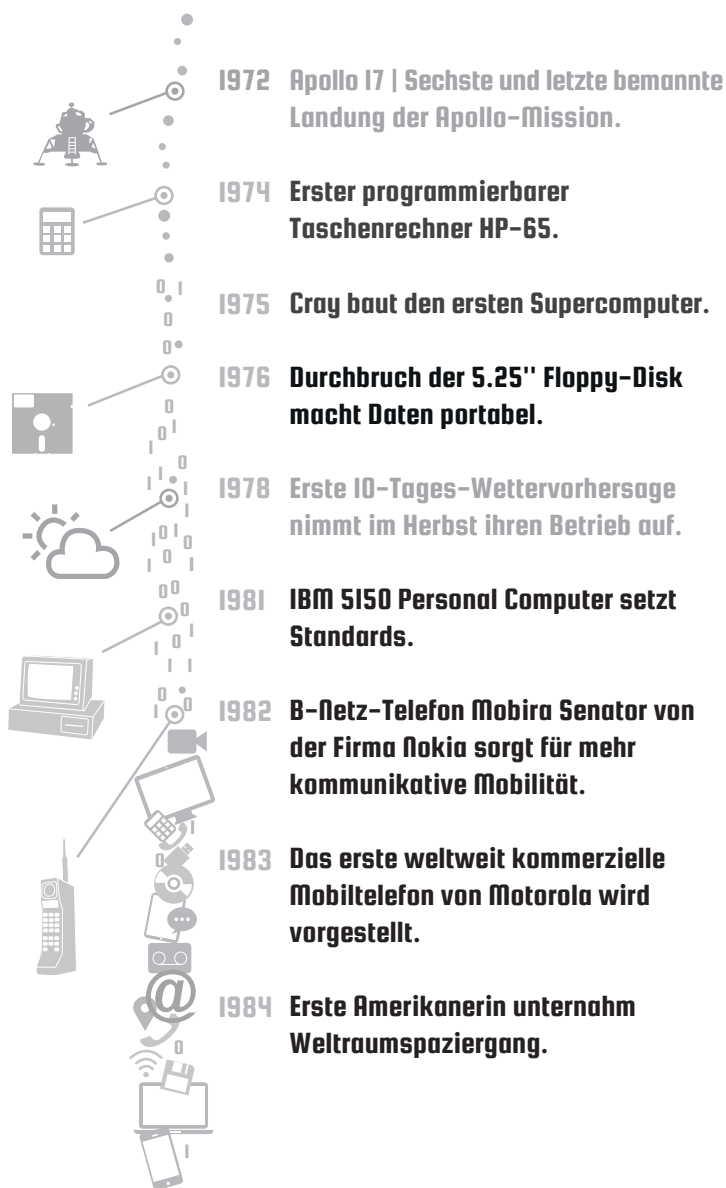 1972 Apollo 17 | Sechste und letzte bemannte
Landung der Apollo-Mission.
1974 Erster programmierbarer
Taschenrechner HP-65.
1975 Cray baut den ersten Supercomputer.
1976 Durchbruch der 5.25'' Floppy-Disk
macht Daten portabel.
1978 Erste 10-Tages-Wettervorhersage
nimmt im Herbst ihren Betrieb auf.
1981 IBM 5150 Personal Computer setzt
Standards.
1982 B-Netz-Telefon Mobira Senator von
der Firma Nokia sorgt für mehr
kommunikative Mobilität.
1983 Das erste weltweit kommerzielle
Mobiltelefon von Motorola wird
vorgestellt.
1984 Erste Amerikanerin unternahm
Weltraumspaziergang.